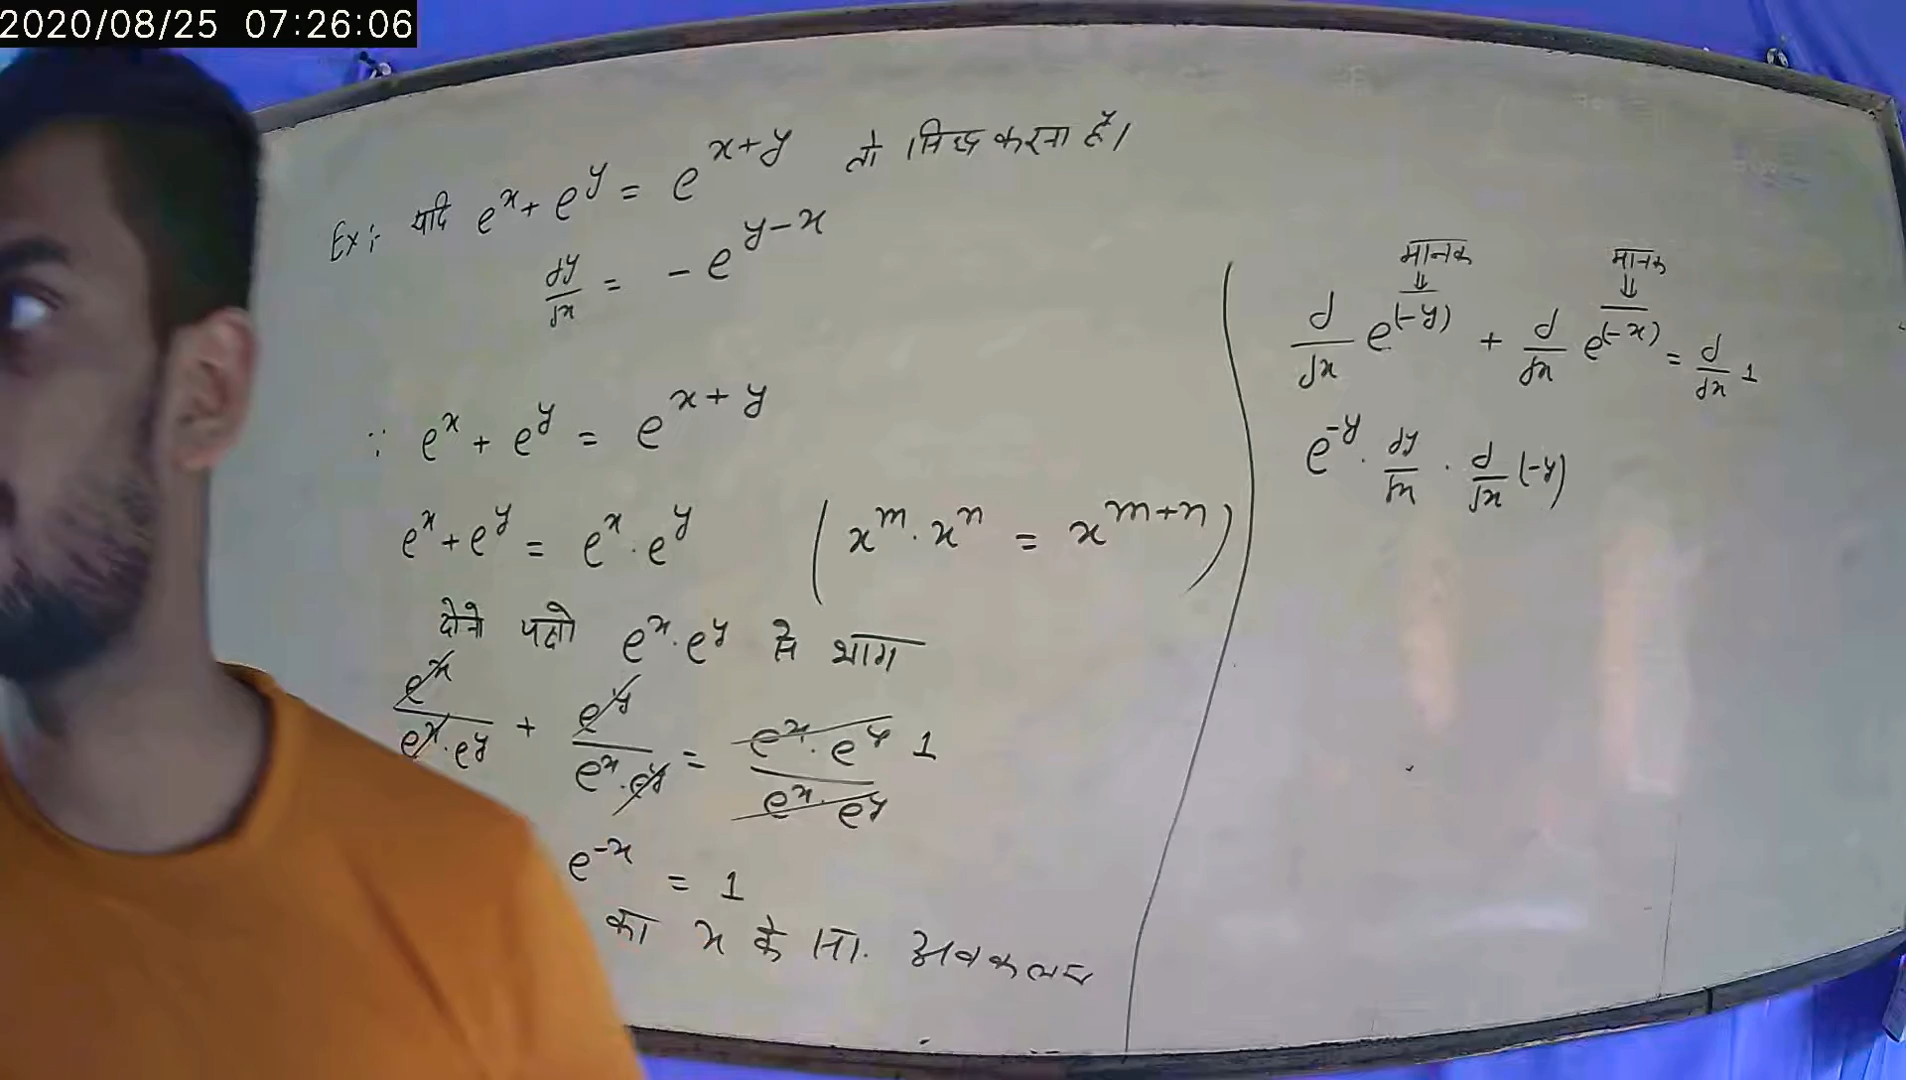 2020/08/25 07:26:06
Ex:- यदि e^x + e^y = e^(x+y) तो सिद्ध करना है।
dy/dx = -e^(y-x)
∵ e^x + e^y = e^(x+y)
e^x + e^y = e^x . e^y (x^m . x^n = x^(m+n))
दोनो पक्षो e^x . e^y से भाग
e^x/(e^x . e^y) + e^y/(e^x . e^y) = (e^x . e^y)/(e^x . e^y) 1
e^-x = 1
का x के सा. अवकलन
मानक मानक
⇓ ⇓
d/dx e^(-y) + d/dx e^(-x) = d/dx 1
e^-y . dy/dx . d/dx (-y)